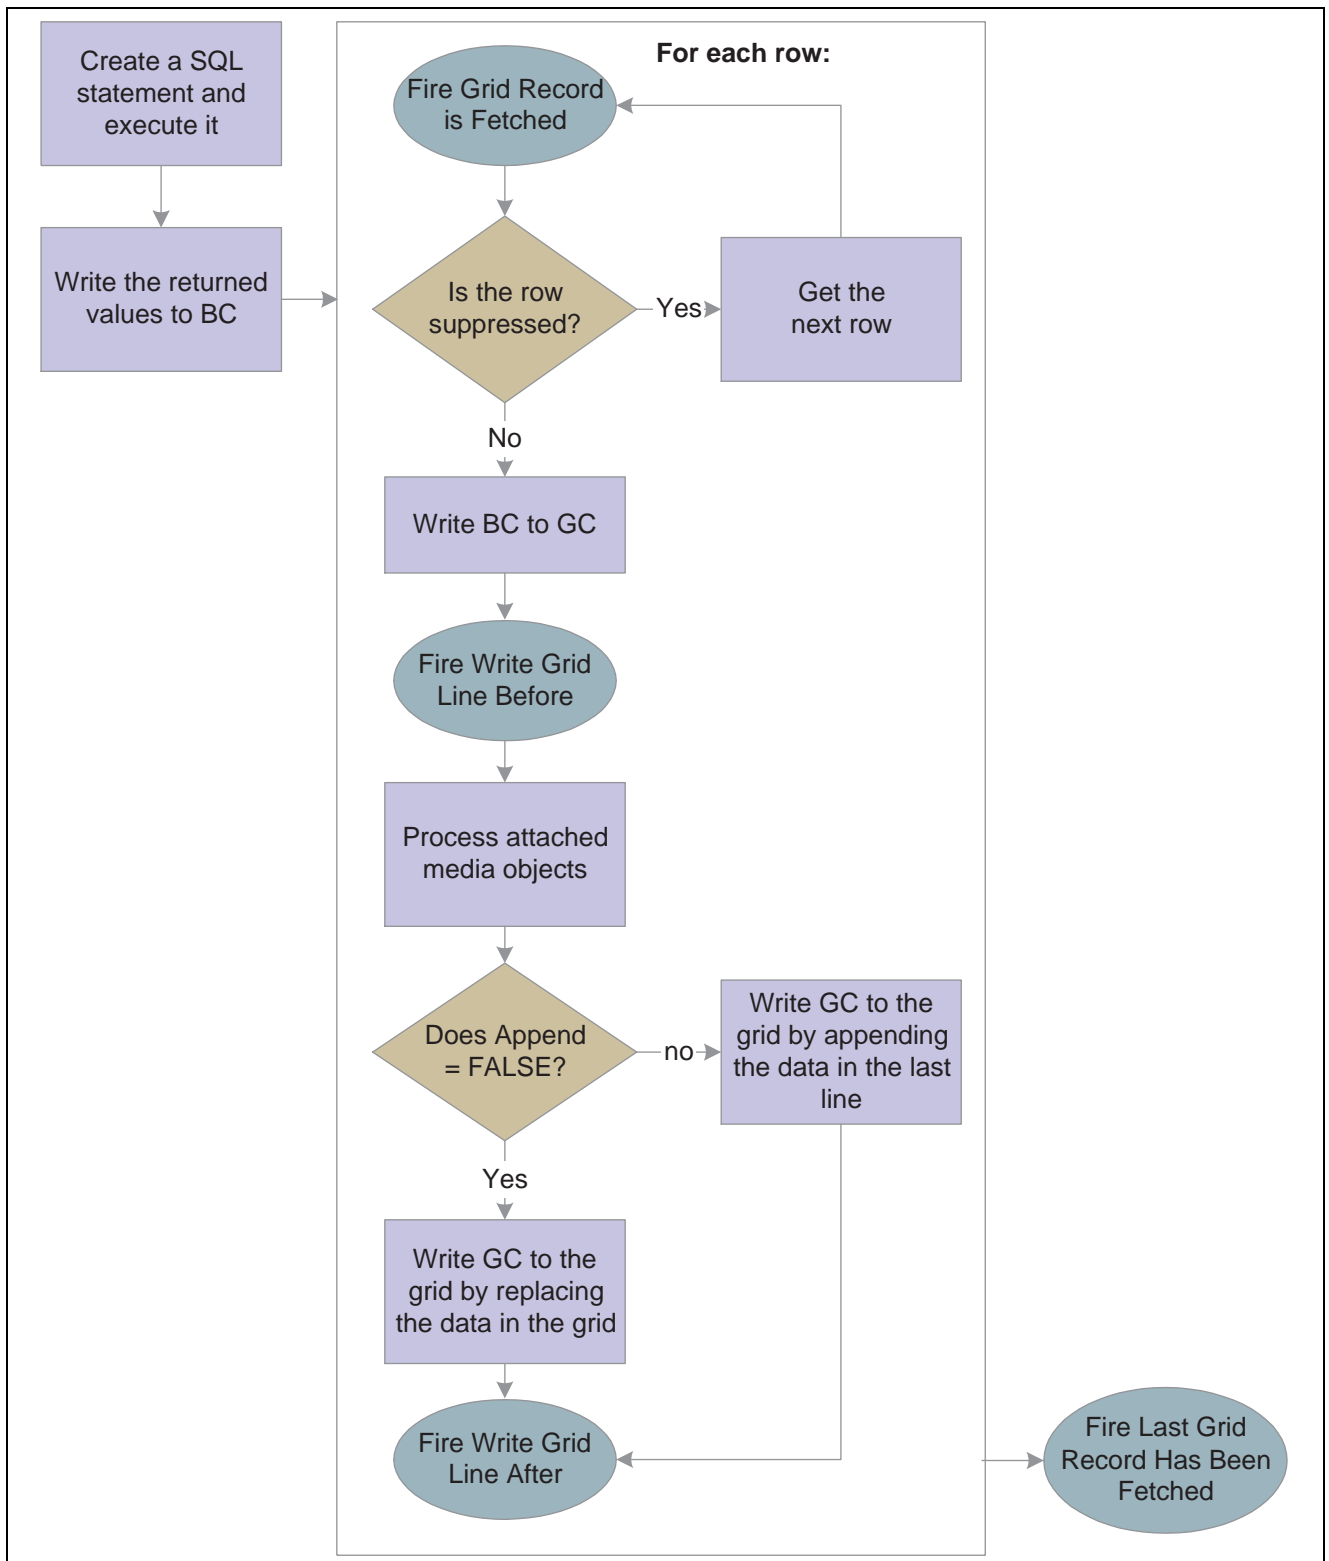 Create a SQL
statement and
execute it
Write the returned
values to BC
For each row:
Fire Grid Record
is Fetched
Is the row
suppressed?
Yes
Get the
next row
No
Write BC to GC
Fire Write Grid
Line Before
Process attached
media objects
Does Append
= FALSE?
no
Write GC to the
grid by appending
the data in the last
line
Yes
Write GC to the
grid by replacing
the data in the grid
Fire Write Grid
Line After
Fire Last Grid
Record Has Been
Fetched